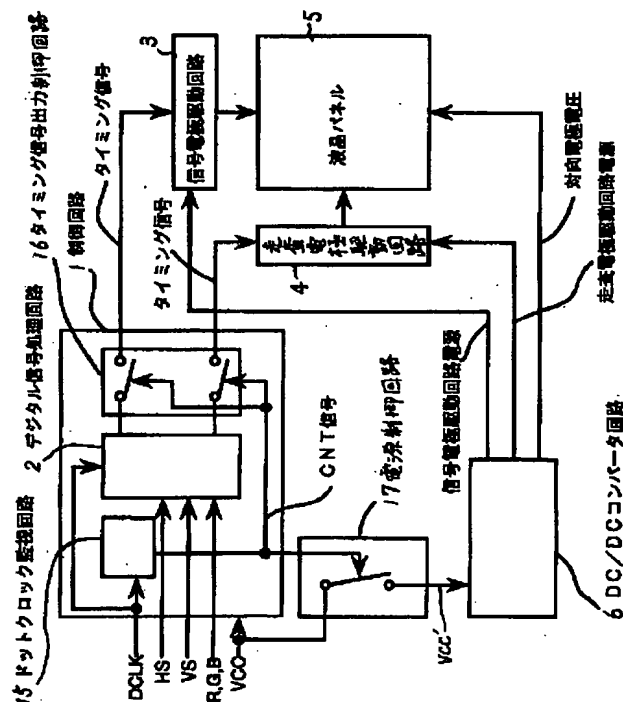 15 ドットクロック監視回路
2 デジタル信号処理回路
16 タイミング信号出力制御回路
1 制御回路
タイミング信号
3
信号電極駆動回路
5
液晶パネル
タイミング信号
走査電極駆動回路
4
DCLK
HS
VS
R,G,B
VCC
CNT信号
17 電源制御回路
VCC'
信号電極駆動回路電源
対向電極電圧
走査電極駆動回路電源
6 DC/DCコンバータ回路